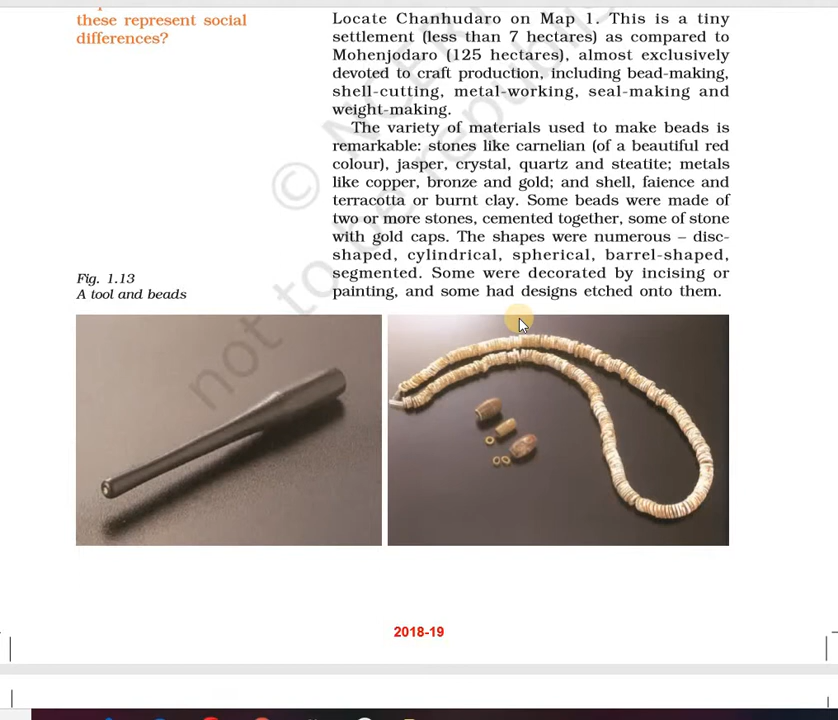 these represent social
differences?
Locate Chanhudaro on Map 1. This is a tiny
settlement (less than 7 hectares) as compared to
Mohenjodaro (125 hectares), almost exclusively
devoted to craft production, including bead-making,
shell-cutting, metal-working, seal-making and
weight-making.
The variety of materials used to make beads is
remarkable: stones like carnelian (of a beautiful red
colour), jasper, crystal, quartz and steatite; metals
like copper, bronze and gold; and shell, faience and
terracotta or burnt clay. Some beads were made of
two or more stones, cemented together, some of stone
with gold caps. The shapes were numerous – disc-
shaped, cylindrical, spherical, barrel-shaped,
segmented. Some were decorated by incising or
painting, and some had designs etched onto them.
Fig. 1.13
A tool and beads
© NCER
not to be republis
2018-19